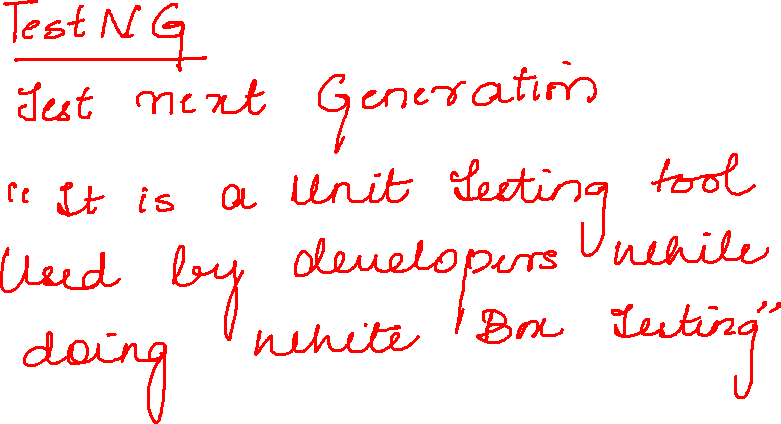 TestNG
Test next Generation
"It is a Unit Testing tool
Used by developers while
doing white Box Testing"